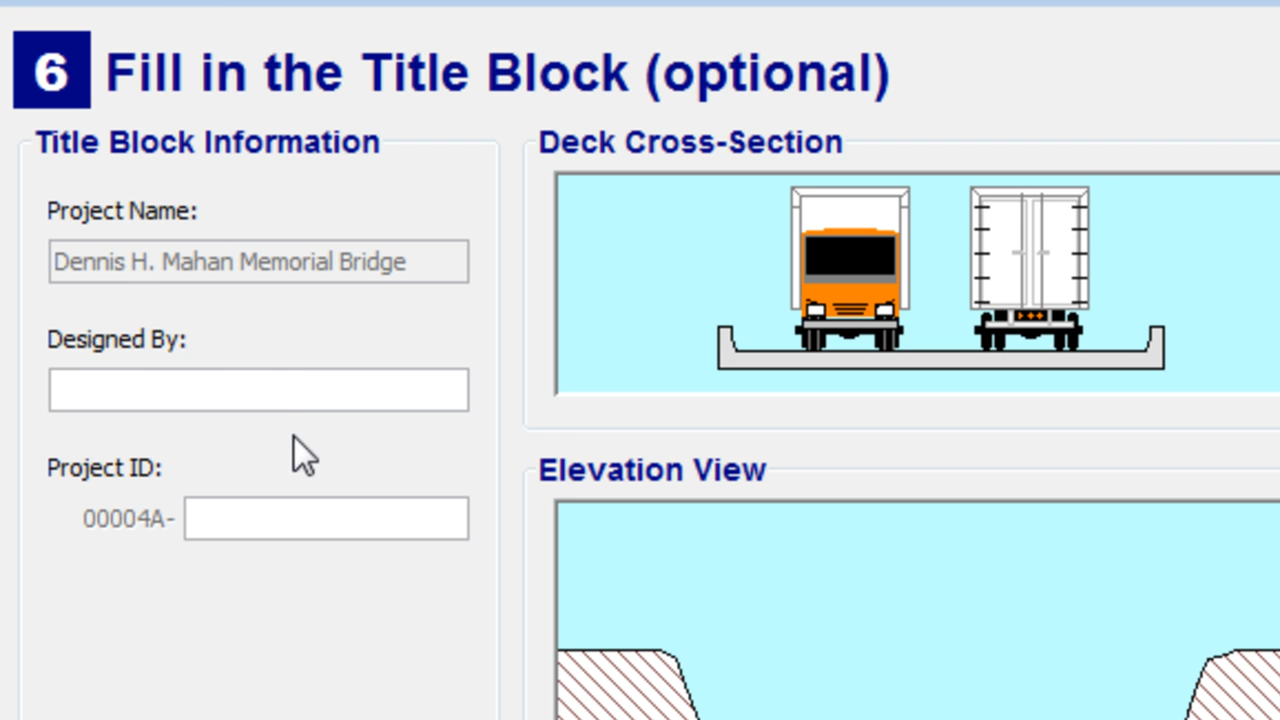 6 Fill in the Title Block (optional)
Title Block Information
Project Name:
Dennis H. Mahan Memorial Bridge
Designed By:
Project ID:
00004A-
Deck Cross-Section
Elevation View